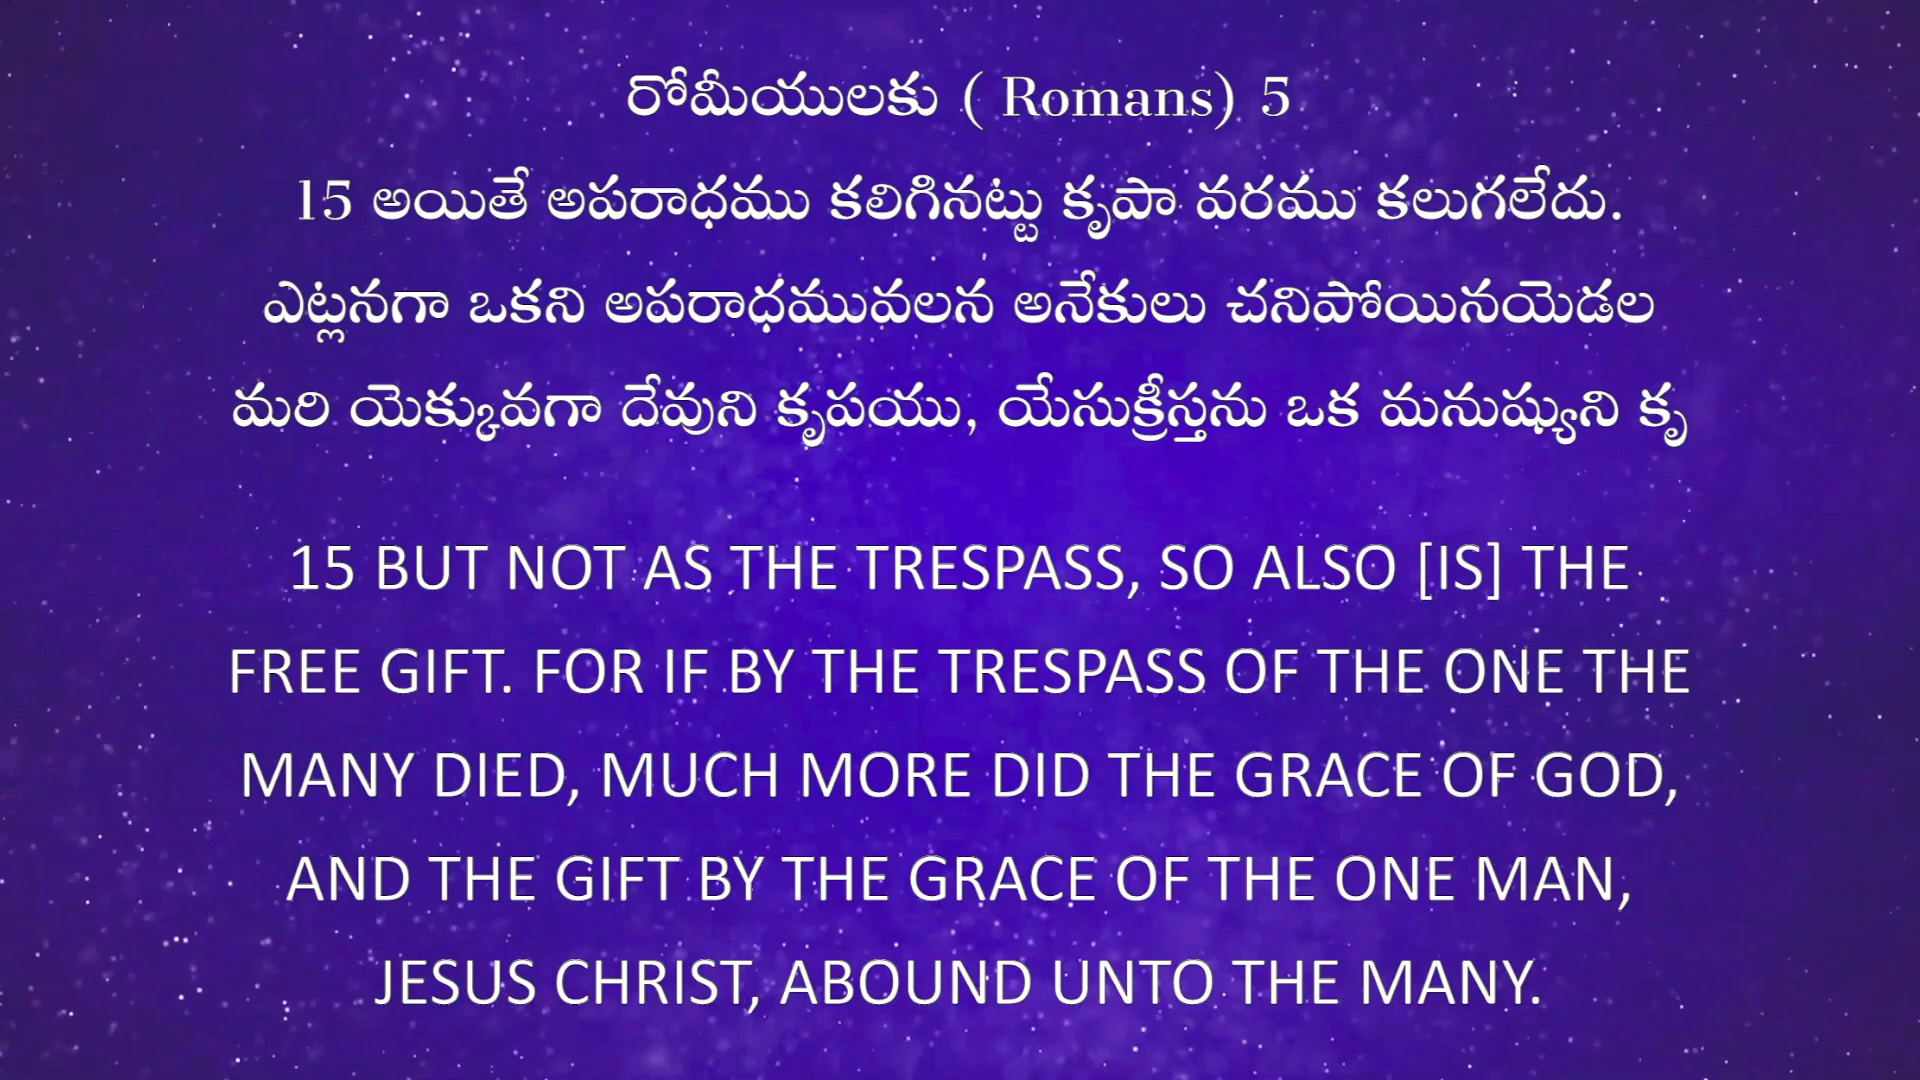 రోమీయులకు ( Romans) 5
15 అయితే అపరాధము కలిగినట్టు కృపా వరము కలుగలేదు.
ఎట్లనగా ఒకని అపరాధమువలన అనేకులు చనిపోయినయెడల
మరి యెక్కువగా దేవుని కృపయు, యేసుక్రీస్తను ఒక మనుష్యుని కృ
15 BUT NOT AS THE TRESPASS, SO ALSO [IS] THE
FREE GIFT. FOR IF BY THE TRESPASS OF THE ONE THE
MANY DIED, MUCH MORE DID THE GRACE OF GOD,
AND THE GIFT BY THE GRACE OF THE ONE MAN,
JESUS CHRIST, ABOUND UNTO THE MANY.